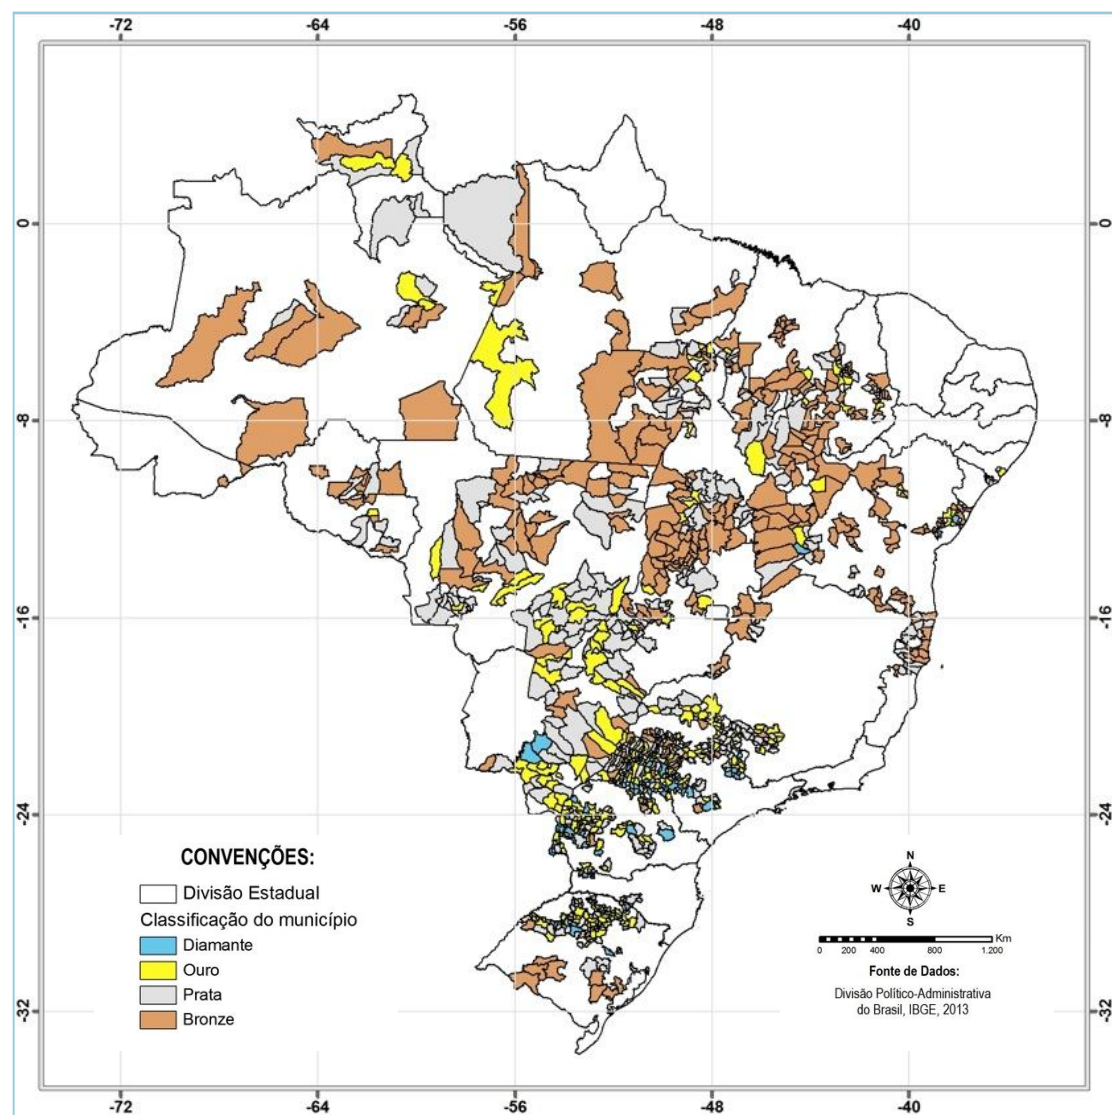 -72 -64 -56 -48 -40
0 0
-8 -8
-16 -16
-24 -24
-32 -32
CONVENÇÕES:
Divisão Estadual
Classificação do município
Diamante
Ouro
Prata
Bronze
N
W E
S
Km
0 200 400 800 1.200
Fonte de Dados:
Divisão Político-Administrativa
do Brasil, IBGE, 2013
-72 -64 -56 -48 -40